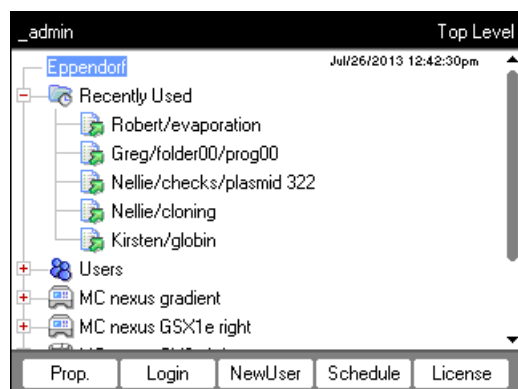 _admin Top Level
Eppendorf Jul/26/2013 12:42:30pm
Recently Used
Robert/evaporation
Greg/folder00/prog00
Nellie/checks/plasmid 322
Nellie/cloning
Kirsten/globin
Users
MC nexus gradient
MC nexus GSX1e right
Prop. Login NewUser Schedule License